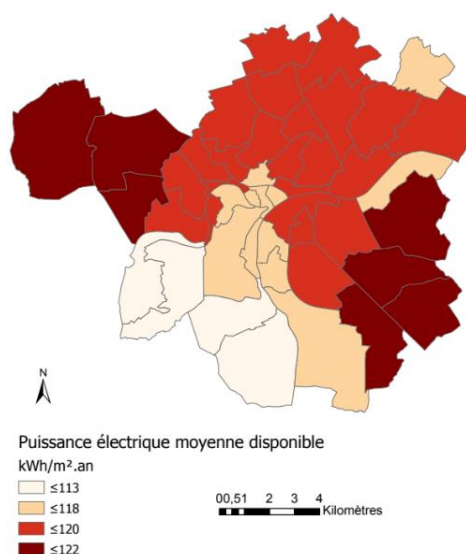 N
Puissance électrique moyenne disponible
kWh/m².an
≤113
≤118
≤120
≤122
00,51 2 3 4
Kilomètres